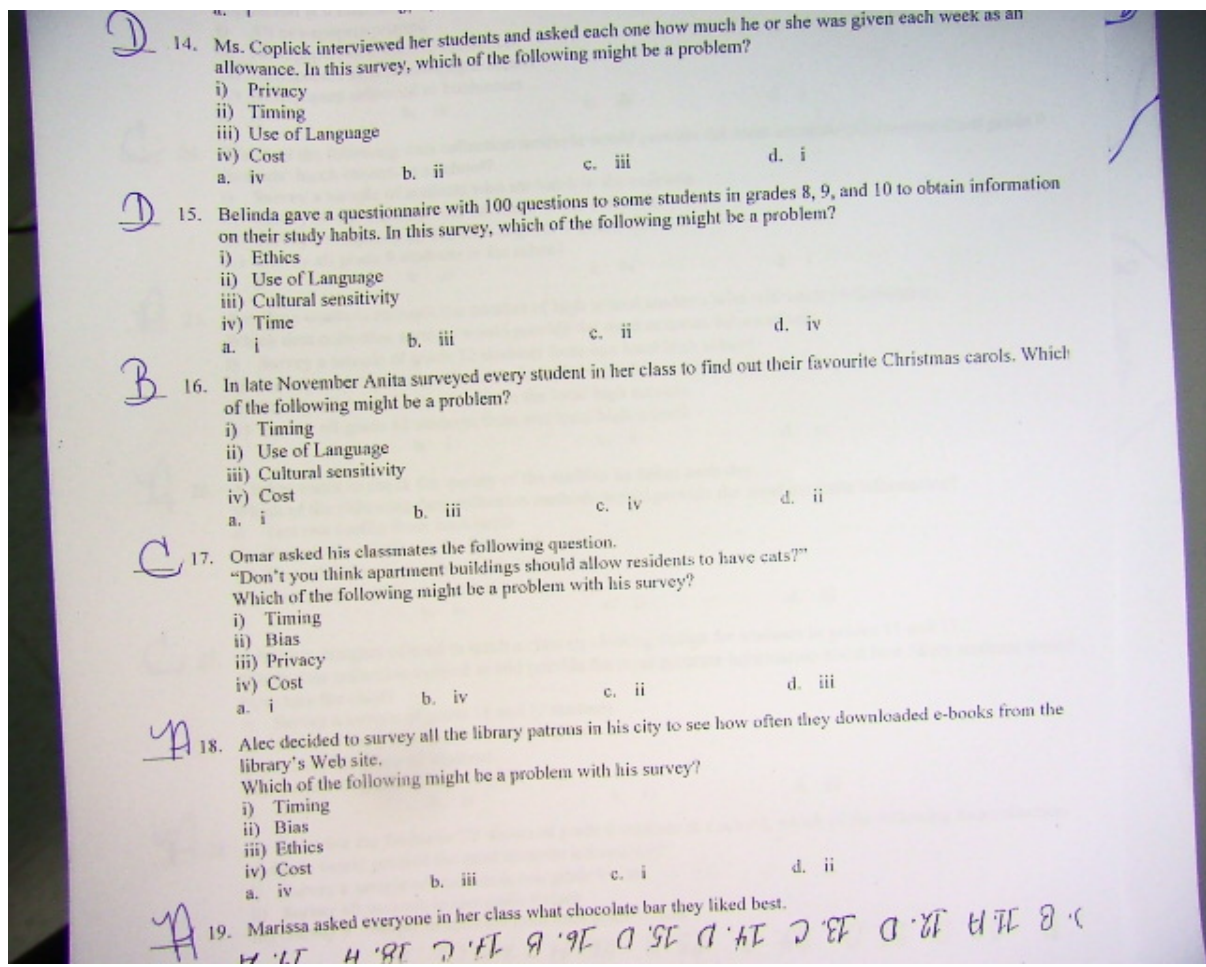 D 14. Ms. Coplick interviewed her students and asked each one how much he or she was given each week as an
allowance. In this survey, which of the following might be a problem?
i) Privacy
ii) Timing
iii) Use of Language
iv) Cost
a. iv b. ii c. iii d. i
D 15. Belinda gave a questionnaire with 100 questions to some students in grades 8, 9, and 10 to obtain information
on their study habits. In this survey, which of the following might be a problem?
i) Ethics
ii) Use of Language
iii) Cultural sensitivity
iv) Time
a. i b. iii c. ii d. iv
B 16. In late November Anita surveyed every student in her class to find out their favourite Christmas carols. Which
of the following might be a problem?
i) Timing
ii) Use of Language
iii) Cultural sensitivity
iv) Cost
a. i b. iii c. iv d. ii
C 17. Omar asked his classmates the following question.
“Don’t you think apartment buildings should allow residents to have cats?”
Which of the following might be a problem with his survey?
i) Timing
ii) Bias
iii) Privacy
iv) Cost
a. i b. iv c. ii d. iii
A 18. Alec decided to survey all the library patrons in his city to see how often they downloaded e-books from the
library’s Web site.
Which of the following might be a problem with his survey?
i) Timing
ii) Bias
iii) Ethics
iv) Cost
a. iv b. iii c. i d. ii
A 19. Marissa asked everyone in her class what chocolate bar they liked best.
B 11. A 12. D 13. C 14. D 15. D 16. B 17. C 18. A 19. A